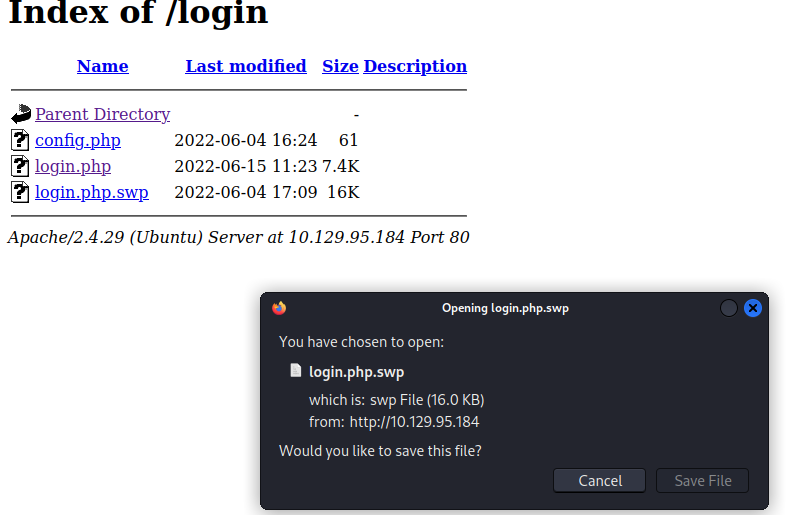 Index of /login
Name Last modified Size Description
Parent Directory -
config.php 2022-06-04 16:24 61
login.php 2022-06-15 11:23 7.4K
login.php.swp 2022-06-04 17:09 16K
Apache/2.4.29 (Ubuntu) Server at 10.129.95.184 Port 80
Opening login.php.swp
You have chosen to open:
login.php.swp
which is: swp File (16.0 KB)
from: http://10.129.95.184
Would you like to save this file?
Cancel Save File